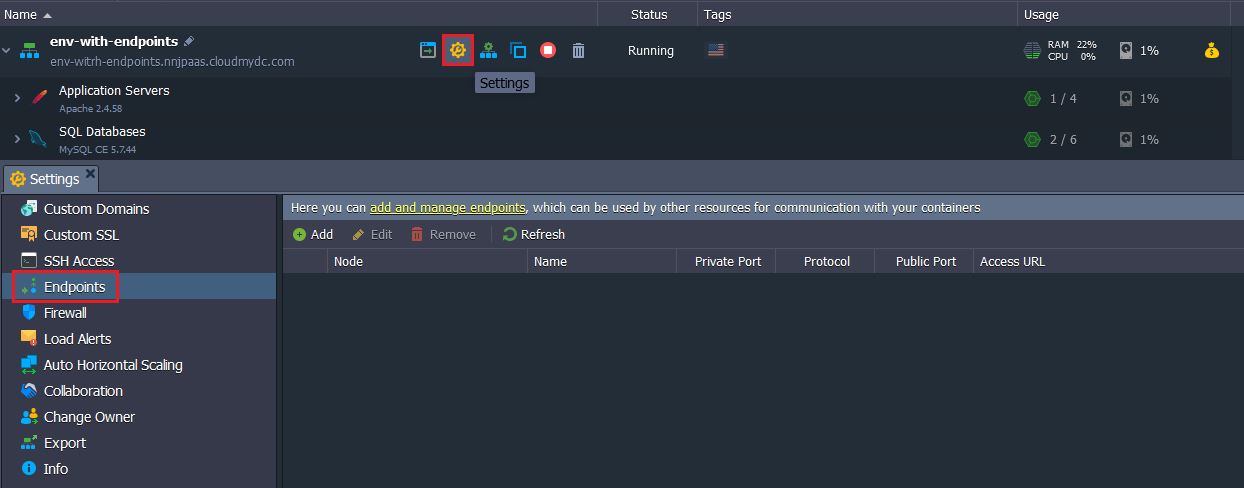 Name Status Tags Usage
env-with-endpoints Running RAM 22% 1%
env-witrh-endpoints.nnjpaas.cloudmydc.com CPU 0%
Settings
Application Servers 1 / 4 1%
Apache 2.4.58
SQL Databases 2 / 6 1%
MySQL CE 5.7.44
Settings
Custom Domains
Custom SSL
SSH Access
Endpoints
Firewall
Load Alerts
Auto Horizontal Scaling
Collaboration
Change Owner
Export
Info
Here you can add and manage endpoints, which can be used by other resources for communication with your containers
Add Edit Remove Refresh
Node Name Private Port Protocol Public Port Access URL